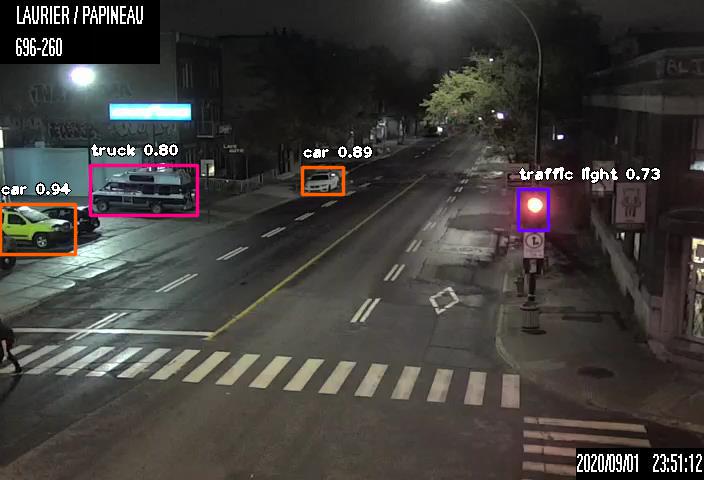 LAURIER / PAPINEAU
696-260
truck 0.80
car 0.89
traffic light 0.73
car 0.94
2020/09/01 23:51:12